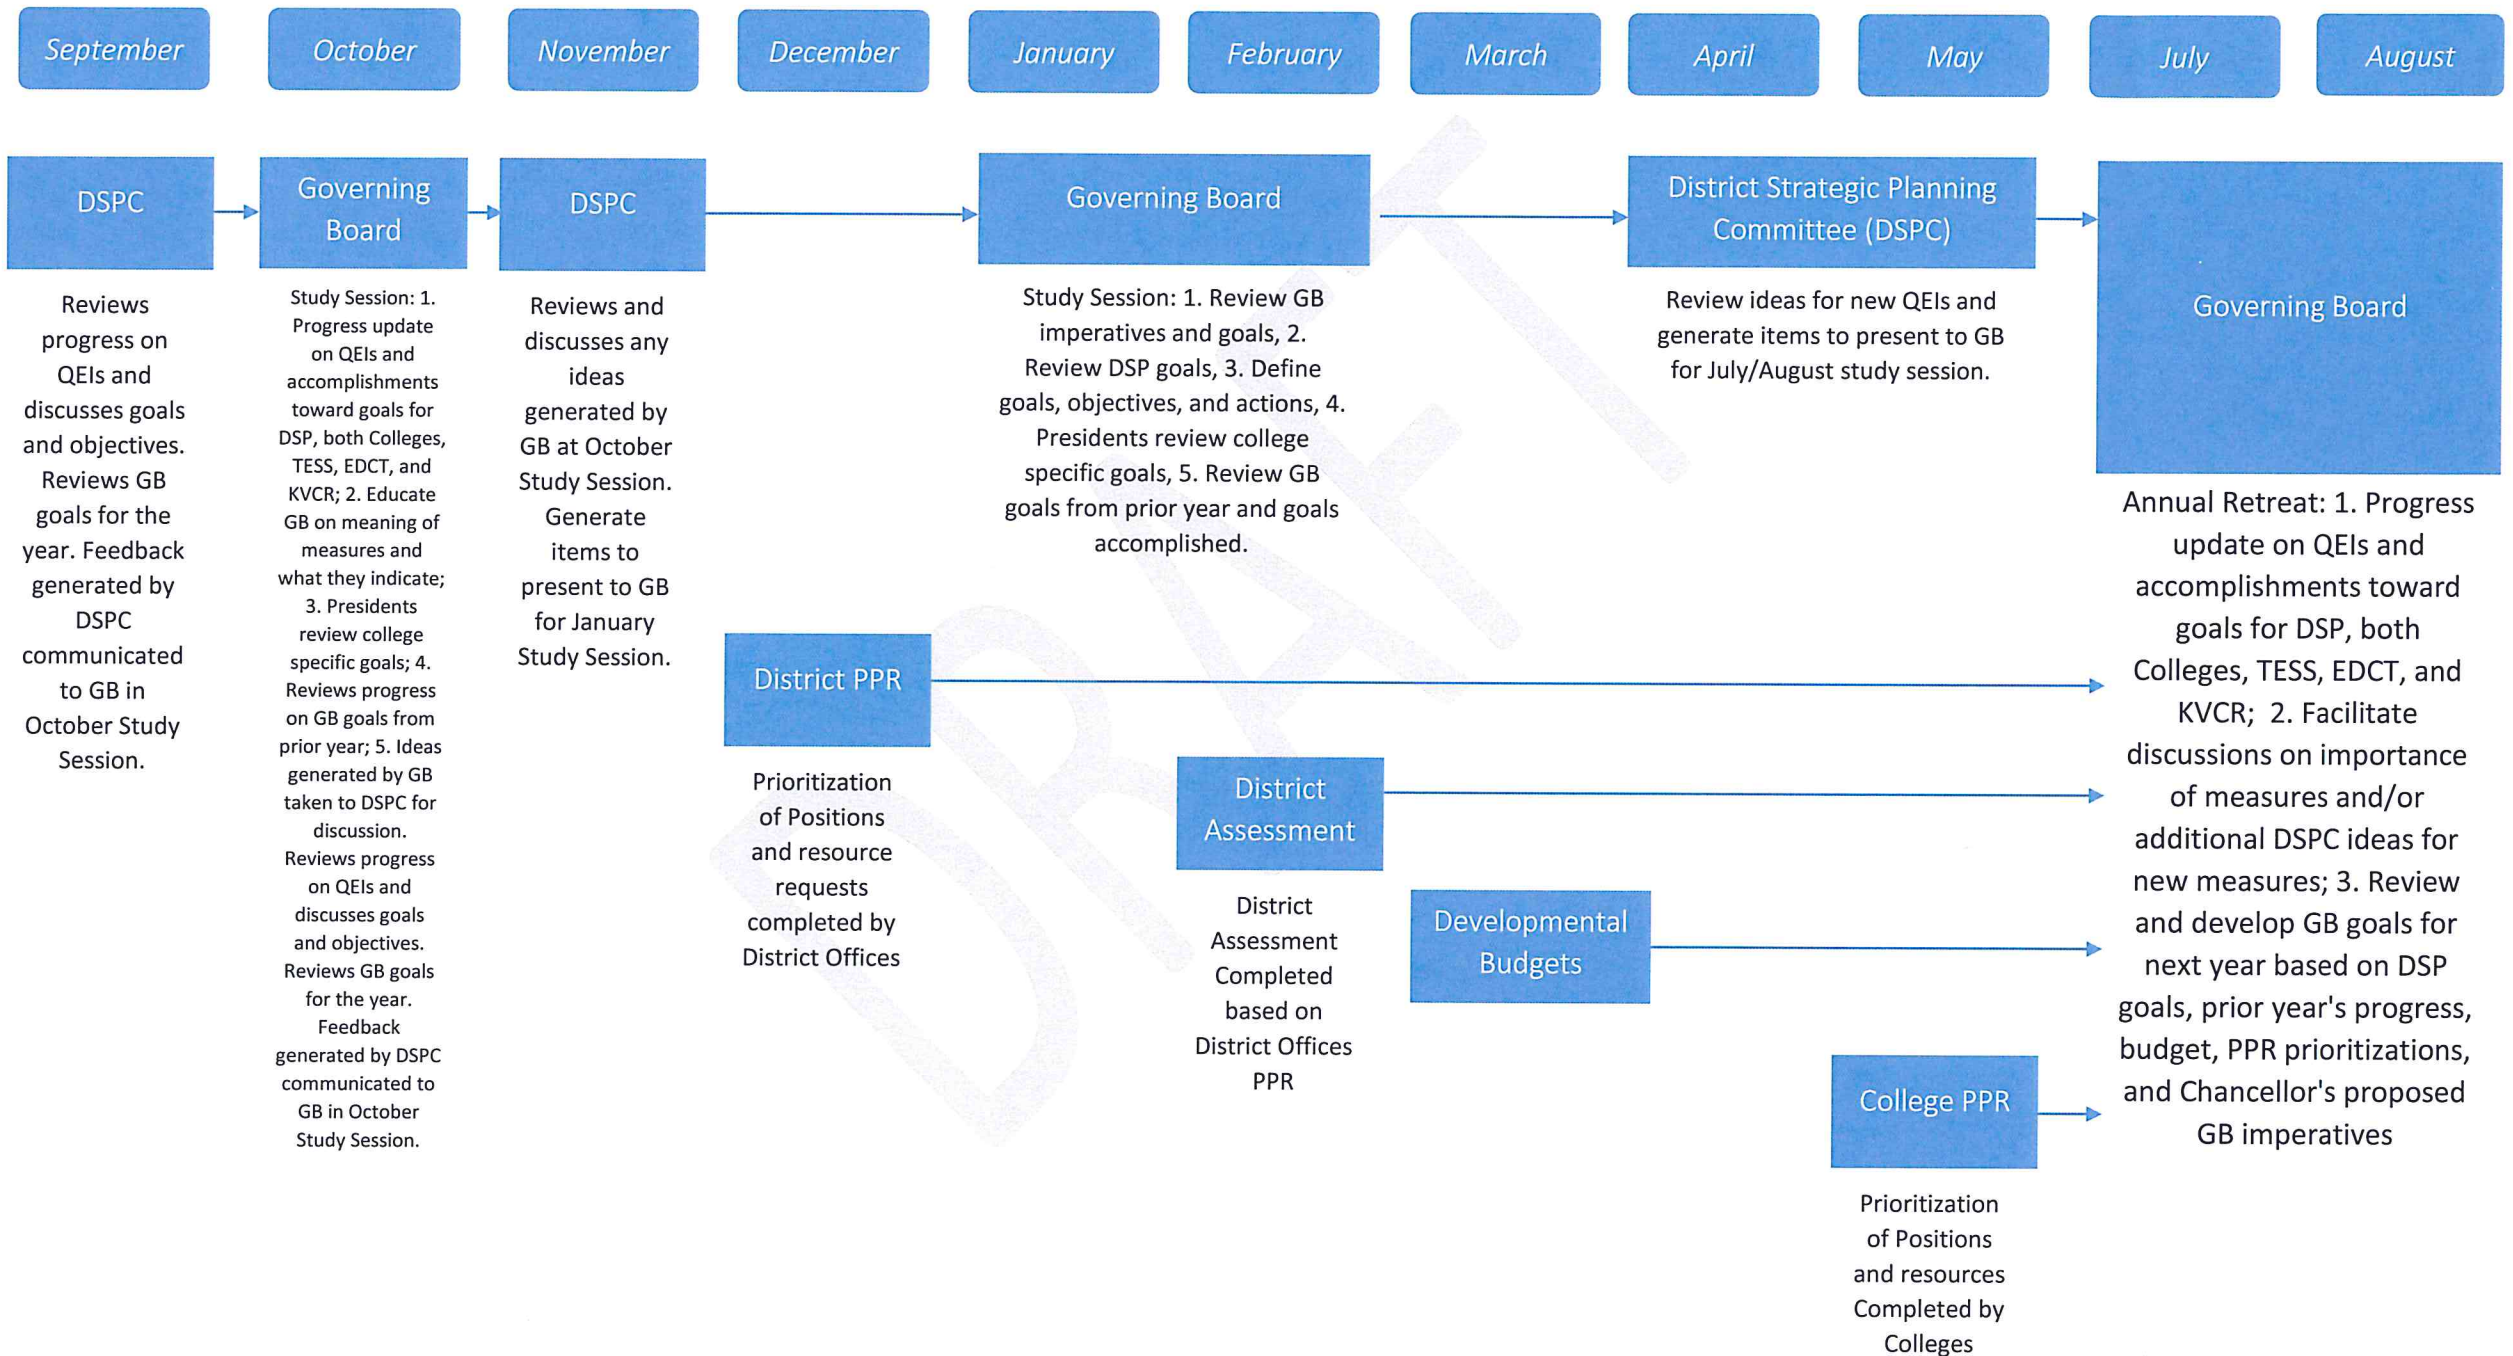 September
October
November
December
January
February
March
April
May
July
August
DSPC
Reviews
progress on
QEIs and
discusses goals
and objectives.
Reviews GB
goals for the
year. Feedback
generated by
DSPC
communicated
to GB in
October Study
Session.
Governing
Board
Study Session: 1.
Progress update
on QEIs and
accomplishments
toward goals for
DSP, both Colleges,
TESS, EDCT, and
KVCR; 2. Educate
GB on meaning of
measures and
what they indicate;
3. Presidents
review college
specific goals; 4.
Reviews progress
on GB goals from
prior year; 5. Ideas
generated by GB
taken to DSPC for
discussion.
Reviews progress
on QEIs and
discusses goals
and objectives.
Reviews GB goals
for the year.
Feedback
generated by DSPC
communicated to
GB in October
Study Session.
DSPC
Reviews and
discusses any
ideas
generated by
GB at October
Study Session.
Generate
items to
present to GB
for January
Study Session.
Governing Board
Study Session: 1. Review GB
imperatives and goals, 2.
Review DSP goals, 3. Define
goals, objectives, and actions, 4.
Presidents review college
specific goals, 5. Review GB
goals from prior year and goals
accomplished.
District Strategic Planning
Committee (DSPC)
Review ideas for new QEIs and
generate items to present to GB
for July/August study session.
Governing Board
Annual Retreat: 1. Progress
update on QEIs and
accomplishments toward
goals for DSP, both
Colleges, TESS, EDCT, and
KVCR;  2. Facilitate
discussions on importance
of measures and/or
additional DSPC ideas for
new measures; 3. Review
and develop GB goals for
next year based on DSP
goals, prior year's progress,
budget, PPR prioritizations,
and Chancellor's proposed
GB imperatives
District PPR
Prioritization
of Positions
and resource
requests
completed by
District Offices
District
Assessment
District
Assessment
Completed
based on
District Offices
PPR
Developmental
Budgets
College PPR
Prioritization
of Positions
and resources
Completed by
Colleges
DRAFT